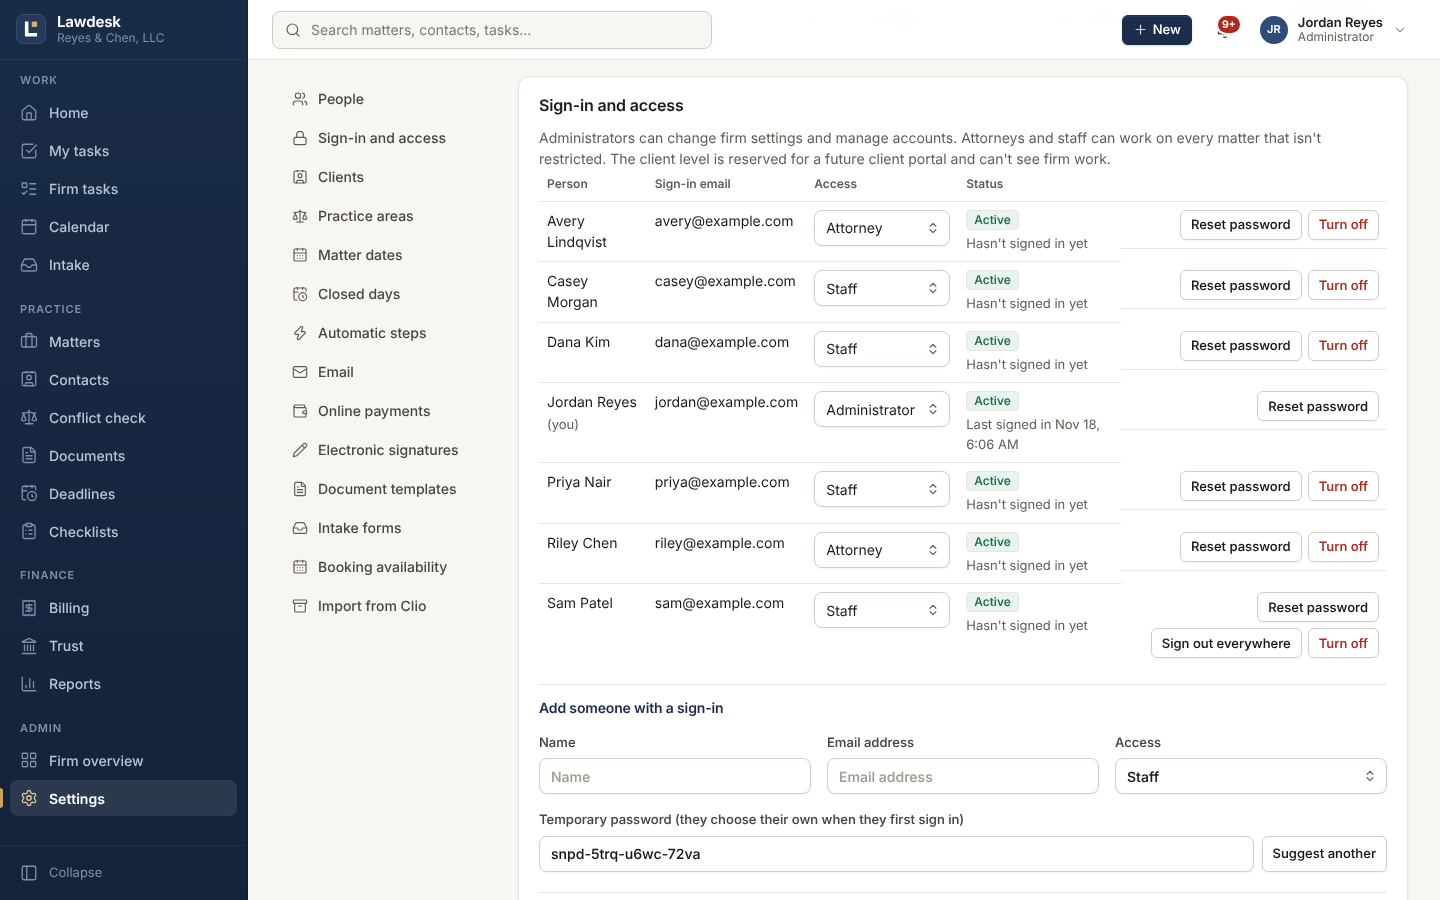 Lawdesk
Reyes & Chen, LLC
Search matters, contacts, tasks...
New
9+
JR
Jordan Reyes
Administrator
WORK
Home
My tasks
Firm tasks
Calendar
Intake
PRACTICE
Matters
Contacts
Conflict check
Documents
Deadlines
Checklists
FINANCE
Billing
Trust
Reports
ADMIN
Firm overview
Settings
Collapse
People
Sign-in and access
Clients
Practice areas
Matter dates
Closed days
Automatic steps
Email
Online payments
Electronic signatures
Document templates
Intake forms
Booking availability
Import from Clio
Sign-in and access
Administrators can change firm settings and manage accounts. Attorneys and staff can work on every matter that isn't
restricted. The client level is reserved for a future client portal and can't see firm work.
Person Sign-in email Access Status
Avery Lindqvist avery@example.com Attorney Active Hasn't signed in yet Reset password Turn off
Casey Morgan casey@example.com Staff Active Hasn't signed in yet Reset password Turn off
Dana Kim dana@example.com Staff Active Hasn't signed in yet Reset password Turn off
Jordan Reyes (you) jordan@example.com Administrator Active Last signed in Nov 18, 6:06 AM Reset password
Priya Nair priya@example.com Staff Active Hasn't signed in yet Reset password Turn off
Riley Chen riley@example.com Attorney Active Hasn't signed in yet Reset password Turn off
Sam Patel sam@example.com Staff Active Hasn't signed in yet Reset password Sign out everywhere Turn off
Add someone with a sign-in
Name Email address Access
Name Email address Staff
Temporary password (they choose their own when they first sign in)
snpd-5trq-u6wc-72va Suggest another